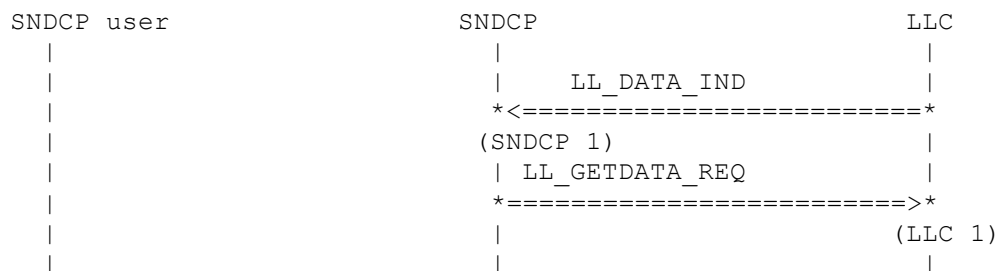 SNDCP user                SNDCP                      LLC
  |                           |                          |
  |                           |    LL_DATA_IND           |
  |                           *<=========================*
  |                         (SNDCP 1)                    |
  |                           | LL_GETDATA_REQ           |
  |                           *=========================>*
  |                           |                       (LLC 1)
  |                           |                          |